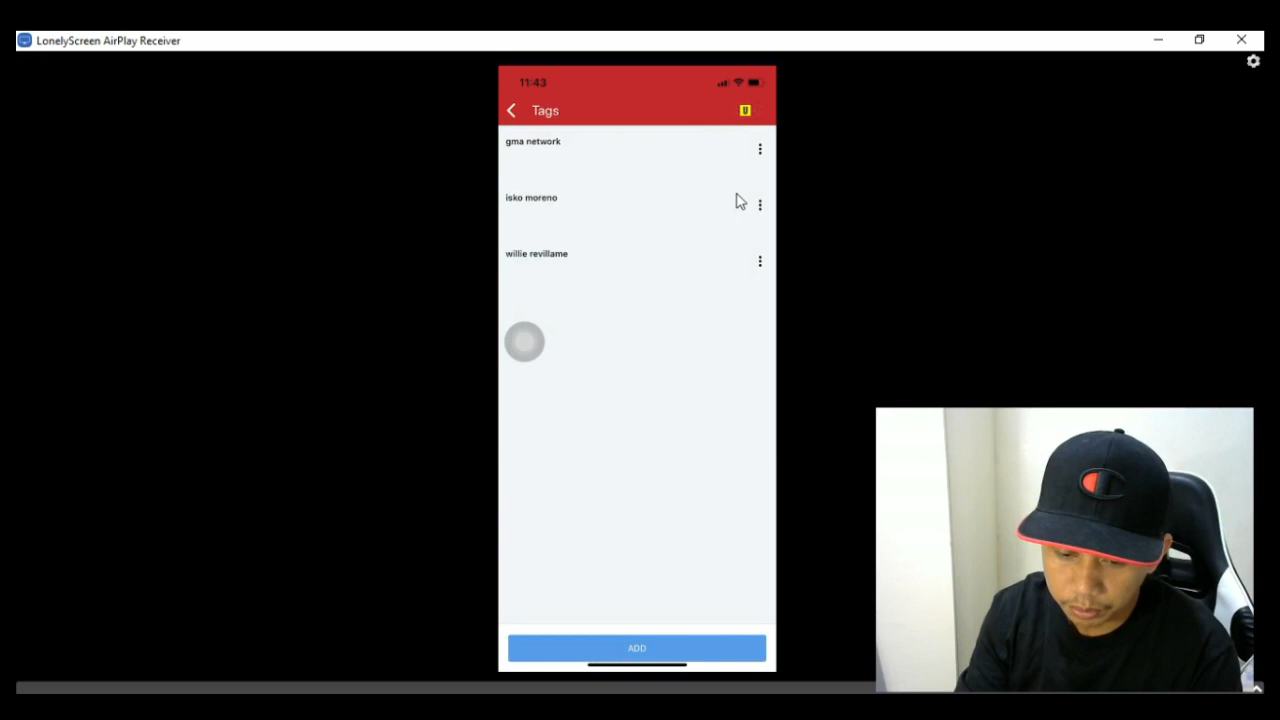 LonelyScreen AirPlay Receiver
11:43
Tags
U
gma network
isko moreno
willie revillame
ADD